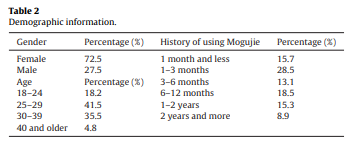 Table 2
Demographic information.
Gender Percentage (%) History of using Mogujie Percentage (%)
Female 72.5 1 month and less 15.7
Male 27.5 1–3 months 28.5
Age Percentage (%) 3–6 months 13.1
18–24 18.2 6–12 months 18.5
25–29 41.5 1–2 years 15.3
30–39 35.5 2 years and more 8.9
40 and older 4.8